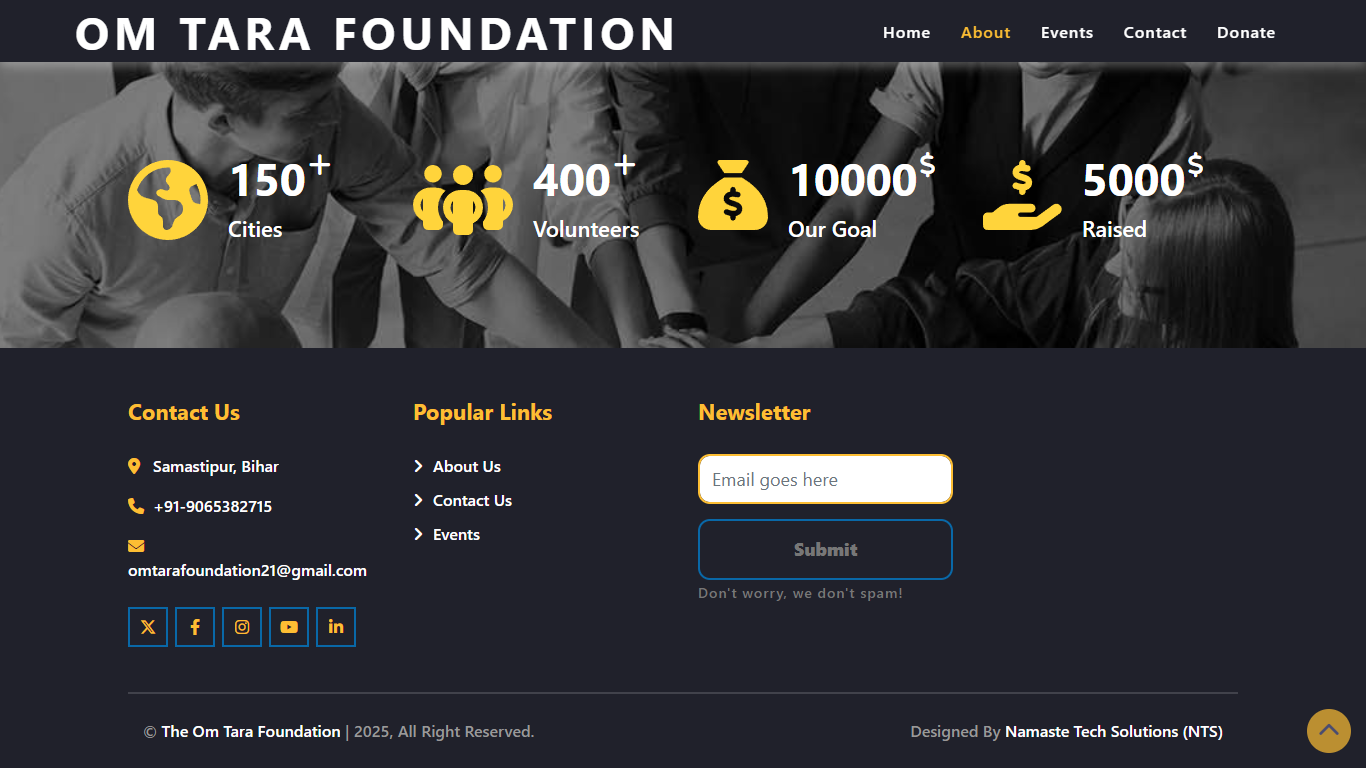 OM TARA FOUNDATION
Home About Events Contact Donate
150+
Cities
400+
Volunteers
10000$
Our Goal
5000$
Raised
Contact Us
Samastipur, Bihar
+91-9065382715
omtarafoundation21@gmail.com
Popular Links
About Us
Contact Us
Events
Newsletter
Email goes here
Submit
Don't worry, we don't spam!
© The Om Tara Foundation | 2025, All Right Reserved.
Designed By Namaste Tech Solutions (NTS)